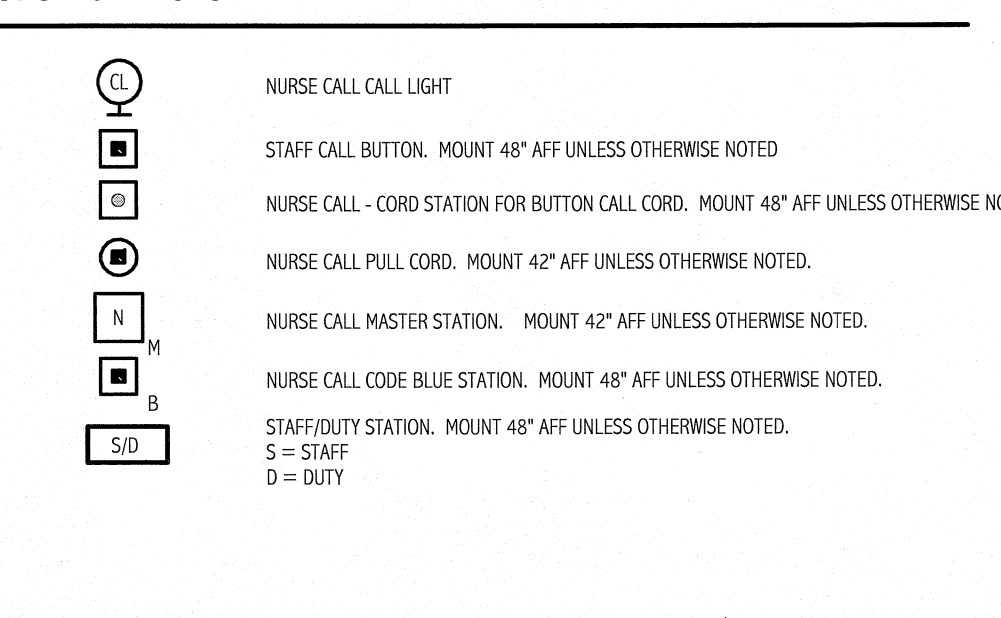 CL
NURSE CALL CALL LIGHT
STAFF CALL BUTTON. MOUNT 48" AFF UNLESS OTHERWISE NOTED
NURSE CALL - CORD STATION FOR BUTTON CALL CORD. MOUNT 48" AFF UNLESS OTHERWISE
NURSE CALL PULL CORD. MOUNT 42" AFF UNLESS OTHERWISE NOTED.
N
M
NURSE CALL MASTER STATION. MOUNT 42" AFF UNLESS OTHERWISE NOTED.
B
NURSE CALL CODE BLUE STATION. MOUNT 48" AFF UNLESS OTHERWISE NOTED.
S/D
STAFF/DUTY STATION. MOUNT 48" AFF UNLESS OTHERWISE NOTED.
S = STAFF
D = DUTY